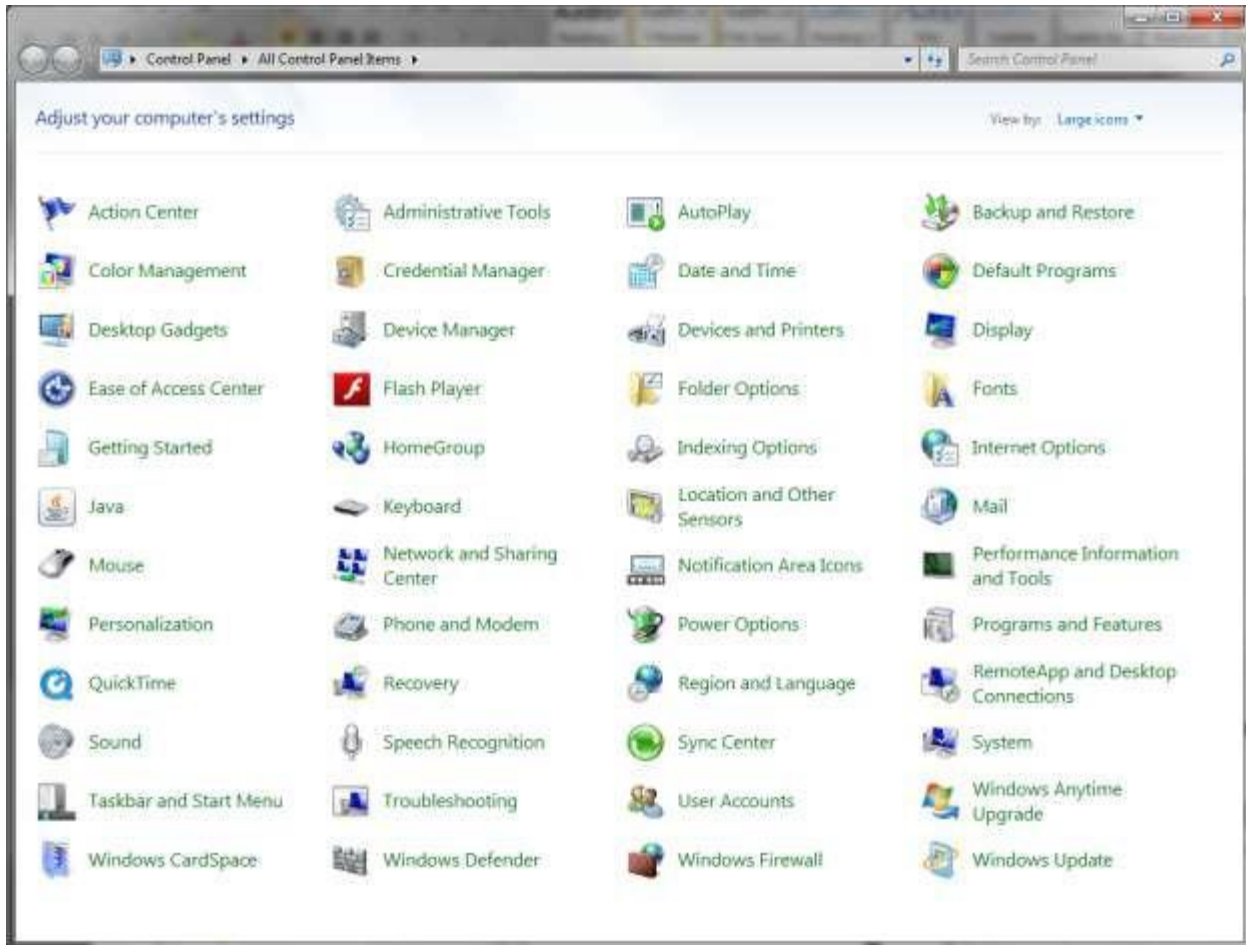 Control Panel ▸ All Control Panel Items ▸
Search Control Panel
Adjust your computer's settings
View by: Large icons
Action Center
Administrative Tools
AutoPlay
Backup and Restore
Color Management
Credential Manager
Date and Time
Default Programs
Desktop Gadgets
Device Manager
Devices and Printers
Display
Ease of Access Center
Flash Player
Folder Options
Fonts
Getting Started
HomeGroup
Indexing Options
Internet Options
Java
Keyboard
Location and Other
Sensors
Mail
Mouse
Network and Sharing
Center
Notification Area Icons
Performance Information
and Tools
Personalization
Phone and Modem
Power Options
Programs and Features
QuickTime
Recovery
Region and Language
RemoteApp and Desktop
Connections
Sound
Speech Recognition
Sync Center
System
Taskbar and Start Menu
Troubleshooting
User Accounts
Windows Anytime
Upgrade
Windows CardSpace
Windows Defender
Windows Firewall
Windows Update